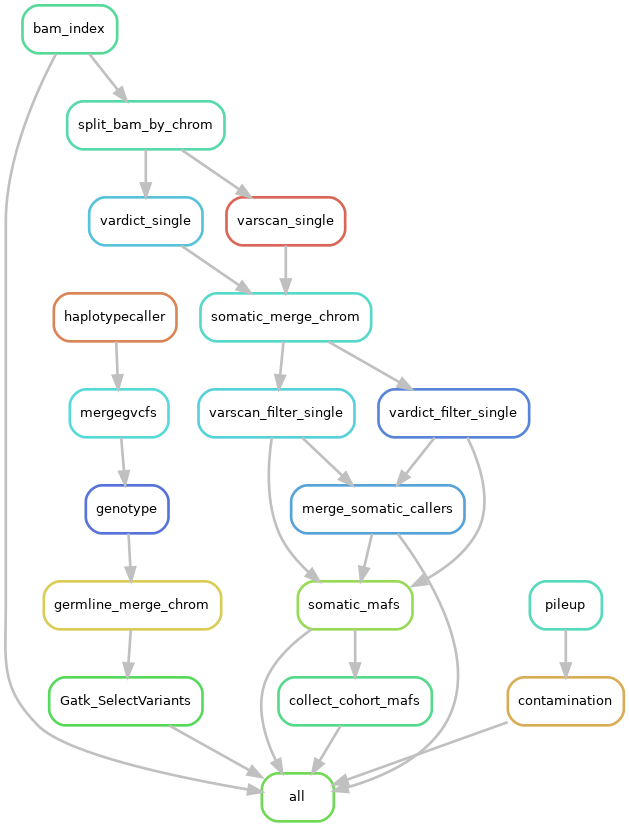 bam_index
split_bam_by_chrom
vardict_single
varscan_single
haplotypecaller
somatic_merge_chrom
mergegvcfs
varscan_filter_single
vardict_filter_single
genotype
merge_somatic_callers
germline_merge_chrom
somatic_mafs
pileup
Gatk_SelectVariants
collect_cohort_mafs
contamination
all